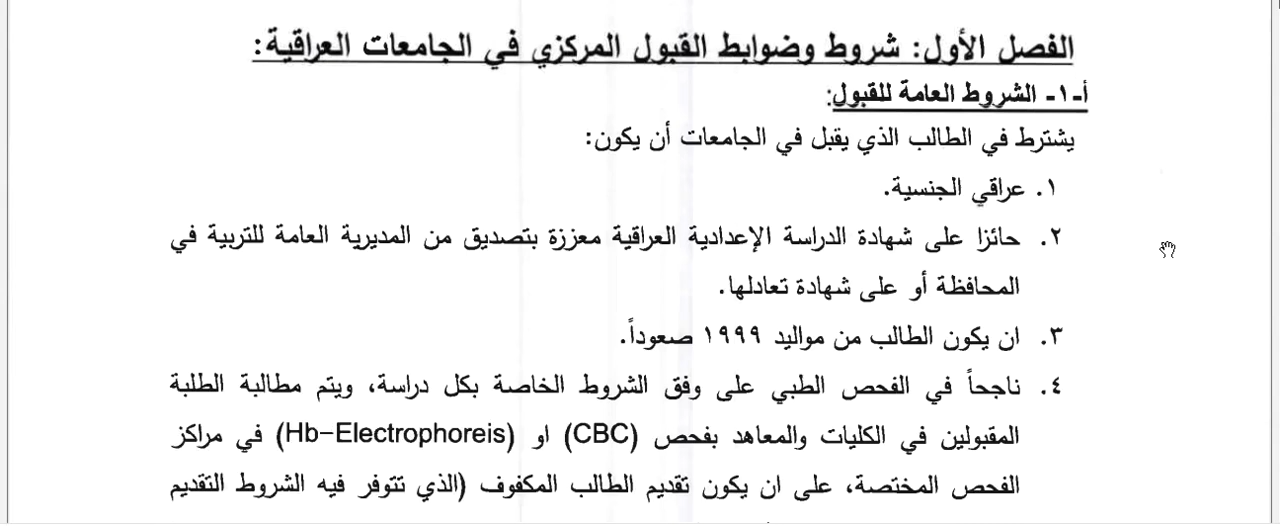 الفصل الأول: شروط وضوابط القبول المركزي في الجامعات العراقية:
أ-١- الشروط العامة للقبول:
يشترط في الطالب الذي يقبل في الجامعات أن يكون:
١. عراقي الجنسية.
٢. حائزا على شهادة الدراسة الإعدادية العراقية معززة بتصديق من المديرية العامة للتربية في
المحافظة أو على شهادة تعادلها.
٣. ان يكون الطالب من مواليد ١٩٩٩ صعوداً.
٤. ناجحاً في الفحص الطبي على وفق الشروط الخاصة بكل دراسة، ويتم مطالبة الطلبة
المقبولين في الكليات والمعاهد بفحص (CBC) او (Hb-Electrophoreis) في مراكز
الفحص المختصة، على ان يكون تقديم الطالب المكفوف (الذي تتوفر فيه الشروط التقديم